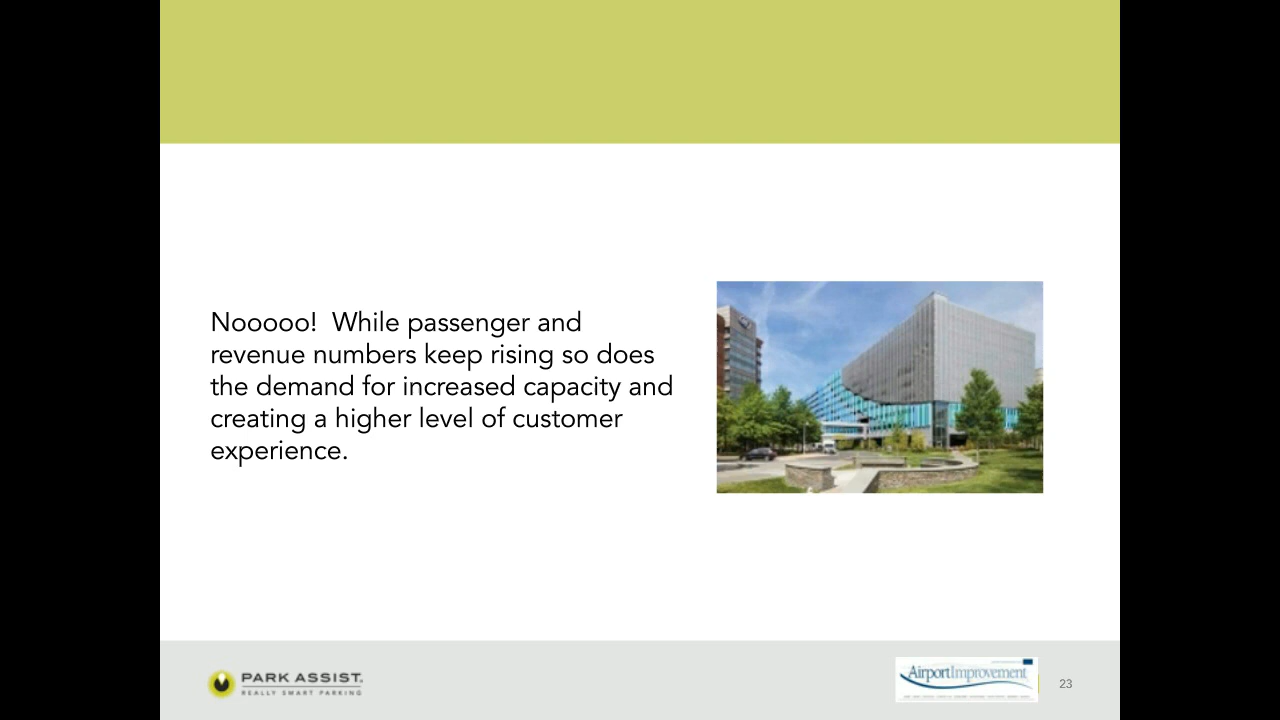 Nooooo!  While passenger and
revenue numbers keep rising so does
the demand for increased capacity and
creating a higher level of customer
experience.
PARK ASSIST.
REALLY SMART PARKING
AirportImprovement
23